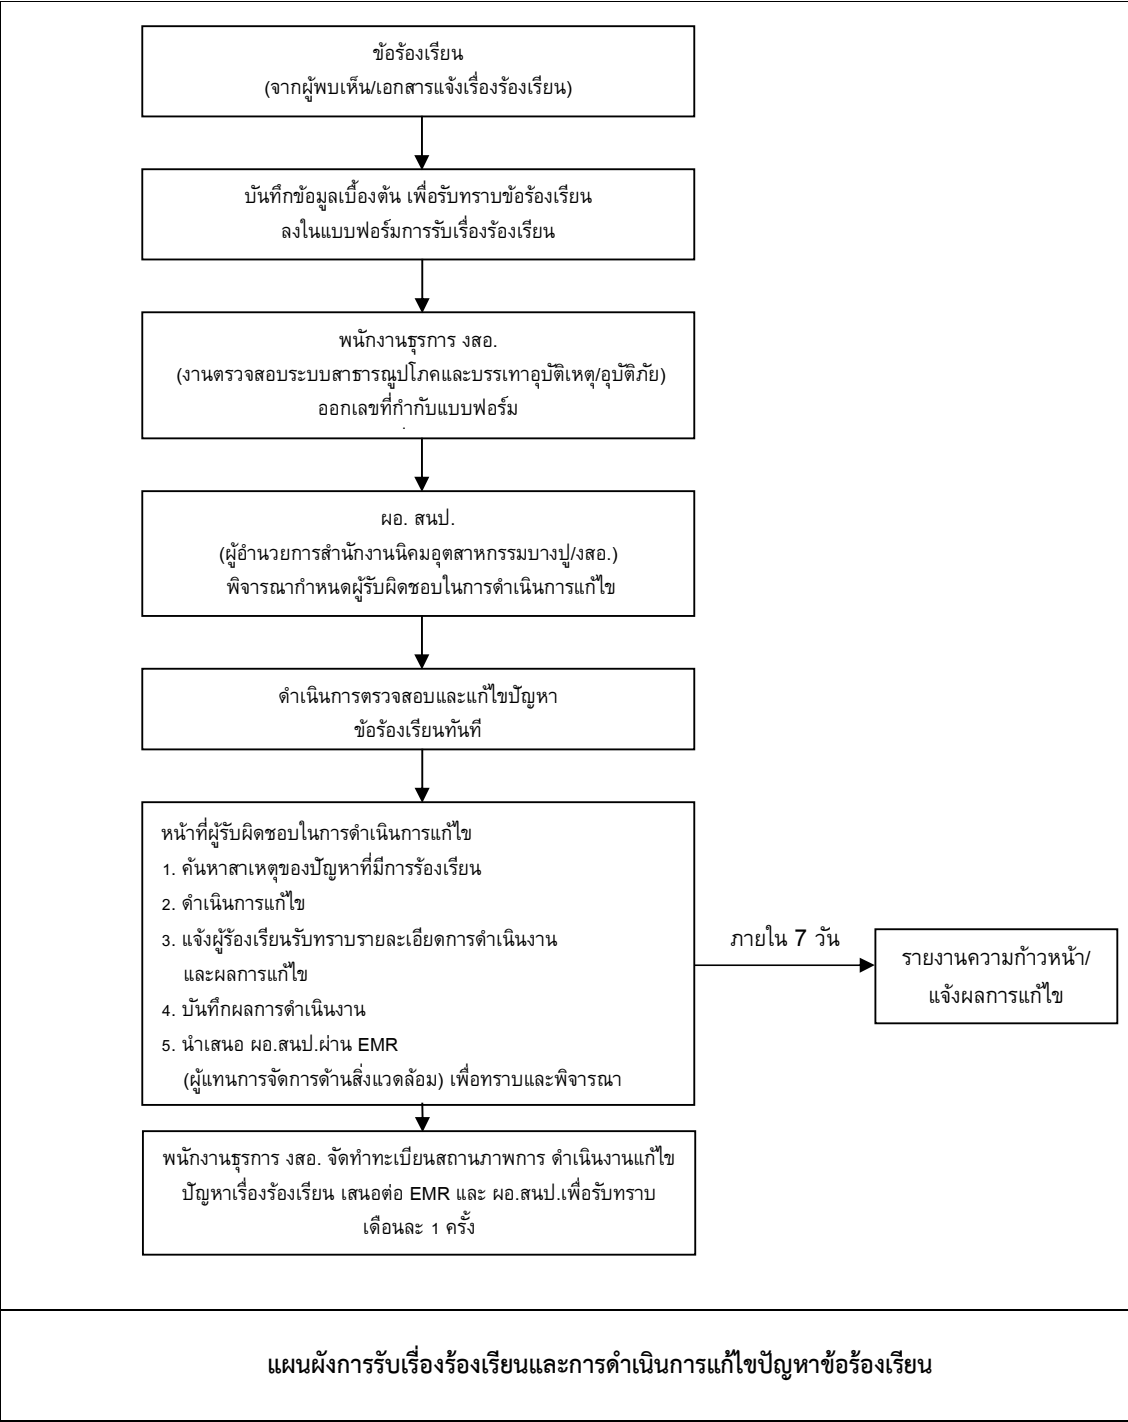 ข้อร้องเรียน
(จากผู้พบเห็น/เอกสารแจ้งเรื่องร้องเรียน)
บันทึกข้อมูลเบื้องต้น เพื่อรับทราบข้อร้องเรียน
ลงในแบบฟอร์มการรับเรื่องร้องเรียน
พนักงานธุรการ งสอ.
(งานตรวจสอบระบบสาธารณูปโภคและบรรเทาอุบัติเหตุ/อุบัติภัย)
ออกเลขที่กำกับแบบฟอร์ม
ผอ. สนป.
(ผู้อำนวยการสำนักงานนิคมอุตสาหกรรมบางปู/งสอ.)
พิจารณากำหนดผู้รับผิดชอบในการดำเนินการแก้ไข
ดำเนินการตรวจสอบและแก้ไขปัญหา
ข้อร้องเรียนทันที
หน้าที่ผู้รับผิดชอบในการดำเนินการแก้ไข
1. ค้นหาสาเหตุของปัญหาที่มีการร้องเรียน
2. ดำเนินการแก้ไข
3. แจ้งผู้ร้องเรียนรับทราบรายละเอียดการดำเนินงาน
และผลการแก้ไข
4. บันทึกผลการดำเนินงาน
5. นำเสนอ ผอ.สนป.ผ่าน EMR
(ผู้แทนการจัดการด้านสิ่งแวดล้อม) เพื่อทราบและพิจารณา
ภายใน 7 วัน
รายงานความก้าวหน้า/
แจ้งผลการแก้ไข
พนักงานธุรการ งสอ. จัดทำทะเบียนสถานภาพการ ดำเนินงานแก้ไข
ปัญหาเรื่องร้องเรียน เสนอต่อ EMR และ ผอ.สนป.เพื่อรับทราบ
เดือนละ 1 ครั้ง
แผนผังการรับเรื่องร้องเรียนและการดำเนินการแก้ไขปัญหาข้อร้องเรียน